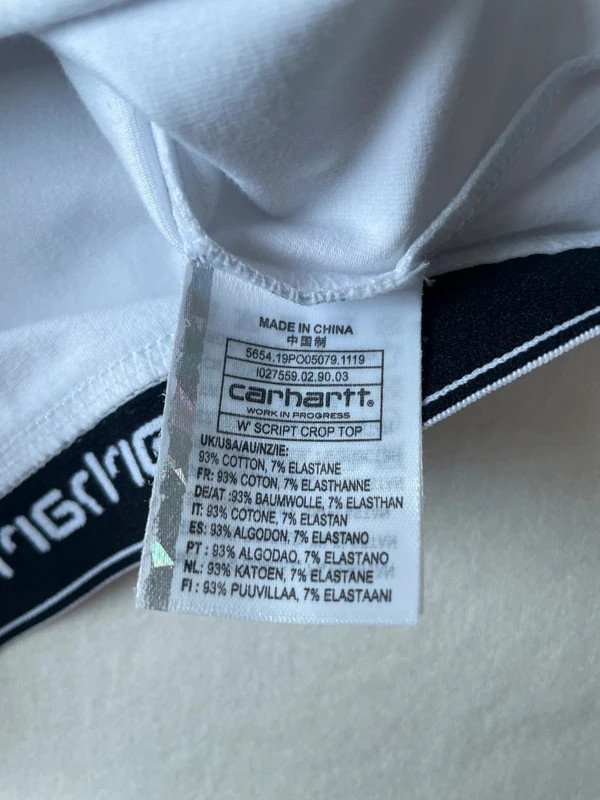 MADE IN CHINA
中国制
5654.19PO05079.1119
I027559.02.90.03
carhartt®
WORK IN PROGRESS
W' SCRIPT CROP TOP
UK/USA/AU/NZ/IE:
93% COTTON, 7% ELASTANE
FR: 93% COTON, 7% ELASTHANNE
DE/AT :93% BAUMWOLLE, 7% ELASTHAN
IT: 93% COTONE, 7% ELASTAN
ES: 93% ALGODON, 7% ELASTANO
PT : 93% ALGODAO, 7% ELASTANO
NL: 93% KATOEN, 7% ELASTANE
FI : 93% PUUVILLAA, 7% ELASTAANI